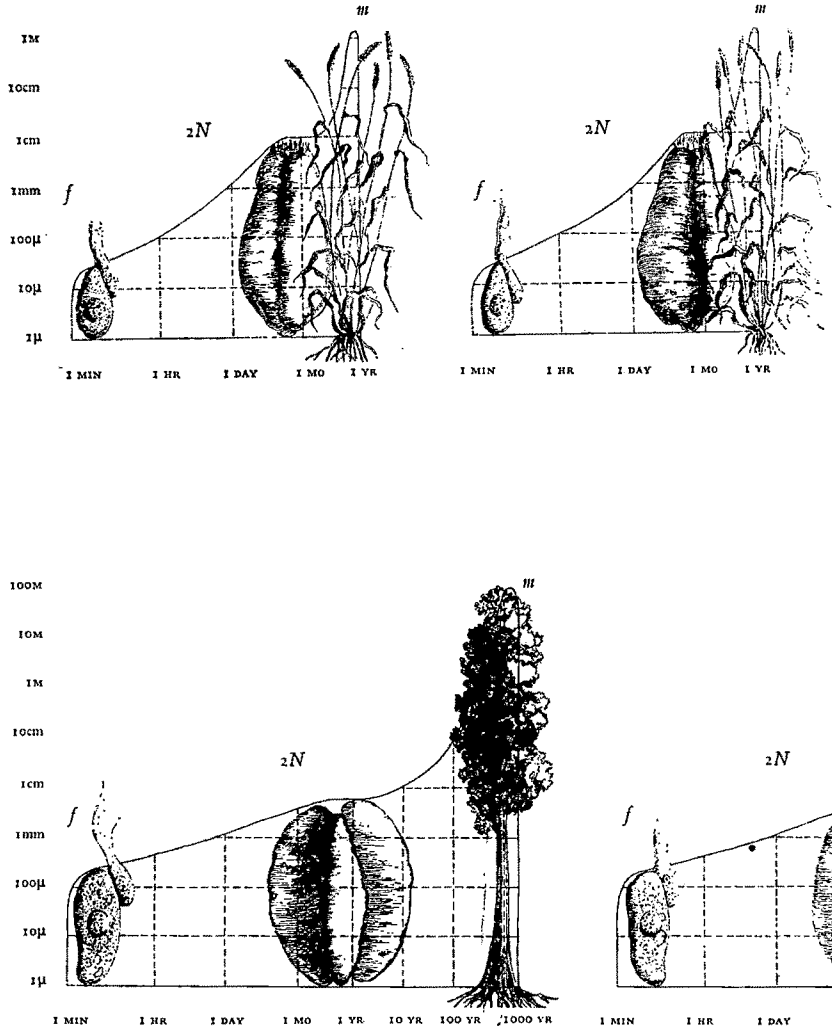 m m
1M
10cm
2N 2N
1cm
1mm
f f
100μ
10μ
1μ
1 MIN 1 HR 1 DAY 1 MO 1 YR 1 MIN 1 HR 1 DAY 1 MO 1 YR
100M m
10M
1M
10cm
2N 2N
1cm
f f
1mm
100μ
10μ
1μ
1 MIN 1 HR 1 DAY 1 MO 1 YR 10 YR 100 YR 1000 YR 1 MIN 1 HR 1 DAY